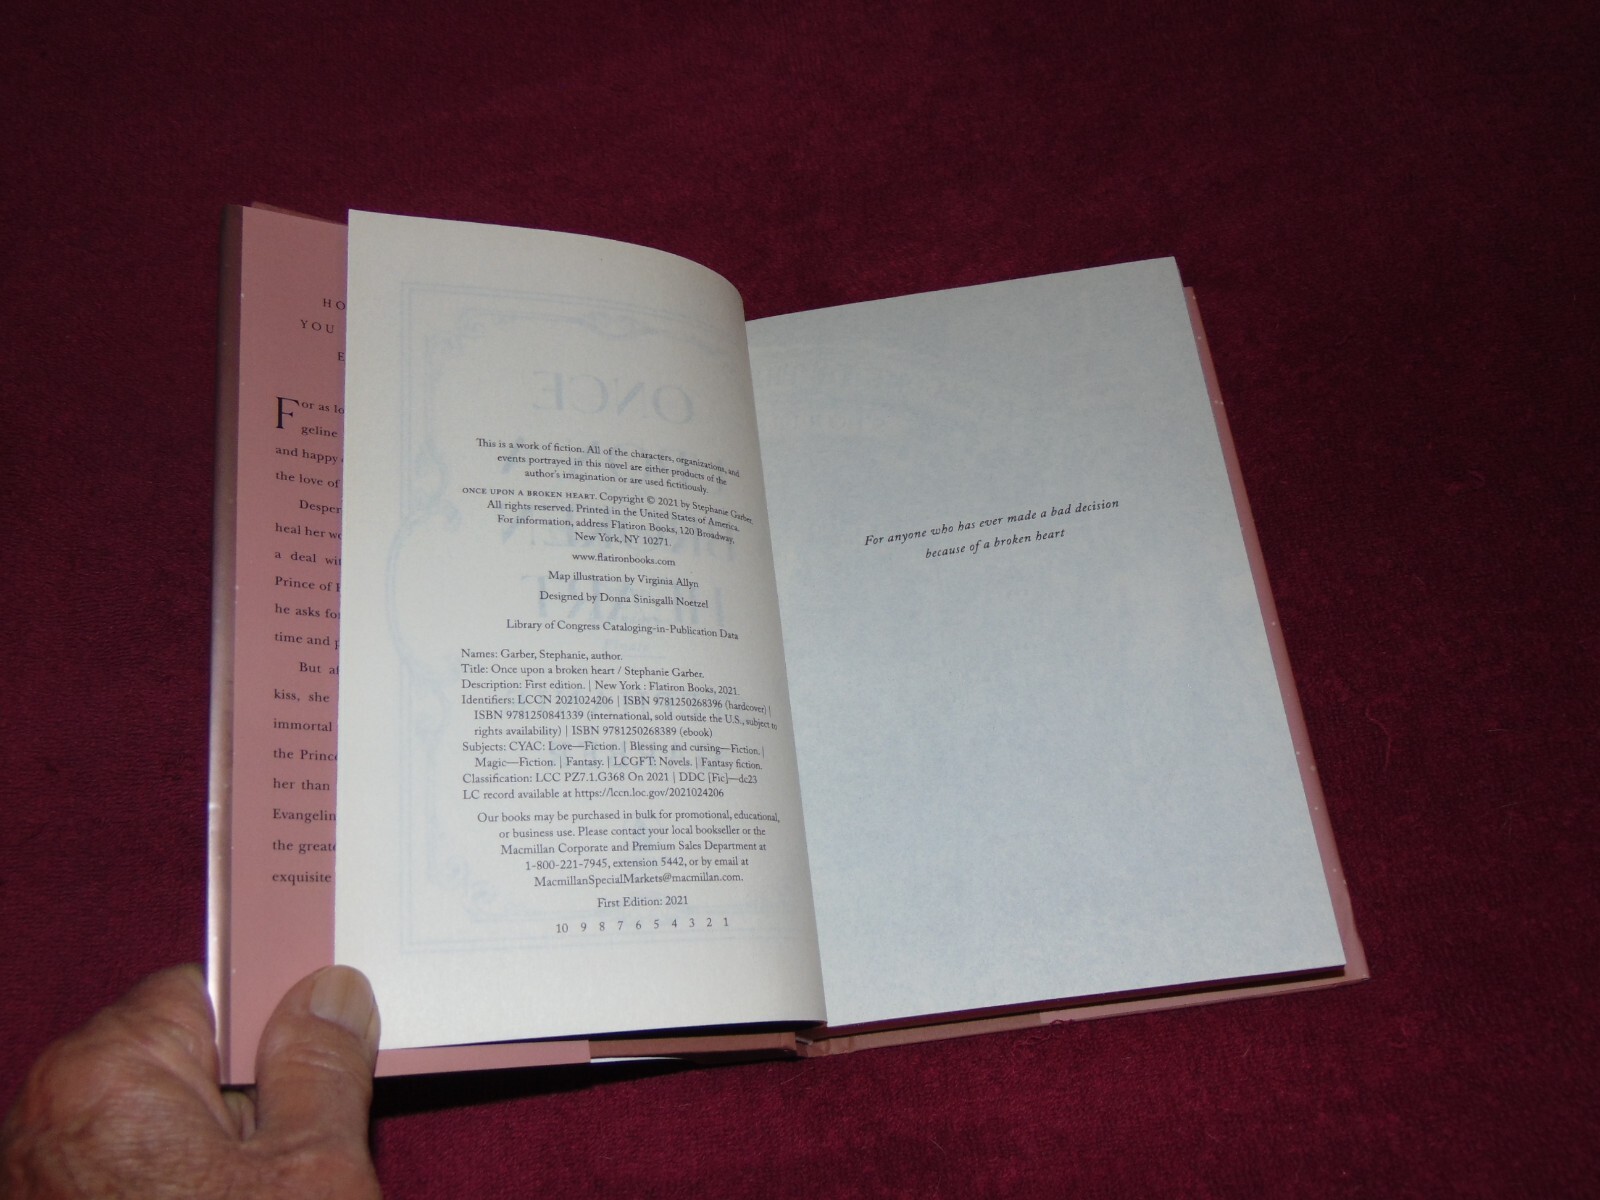 HO
YOU
E
For as lo
geline
and happy
the love of
Desper
heal her wo
a deal wit
Prince of
he asks for
time and
But af
kiss, she
immortal
the Prince
her than
Evangelin
the greate
exquisite
ONCE
HEART
This is a work of fiction. All of the characters, organizations, and
events portrayed in this novel are either products of the
author's imagination or are used fictitiously.
ONCE UPON A BROKEN HEART. Copyright © 2021 by Stephanie Garber.
All rights reserved. Printed in the United States of America.
For information, address Flatiron Books, 120 Broadway,
New York, NY 10271.
www.flatironbooks.com
Map illustration by Virginia Allyn
Designed by Donna Sinisgalli Noetzel
Library of Congress Cataloging-in-Publication Data
Names: Garber, Stephanie, author.
Title: Once upon a broken heart / Stephanie Garber.
Description: First edition. | New York : Flatiron Books, 2021.
Identifiers: LCCN 2021024206 | ISBN 9781250268396 (hardcover) |
ISBN 9781250841339 (international, sold outside the U.S., subject to
rights availability) | ISBN 9781250268389 (ebook)
Subjects: CYAC: Love—Fiction. | Blessing and cursing—Fiction. |
Magic—Fiction. | Fantasy. | LCGFT: Novels. | Fantasy fiction.
Classification: LCC PZ7.1.G368 On 2021 | DDC [Fic]—dc23
LC record available at https://lccn.loc.gov/2021024206
Our books may be purchased in bulk for promotional, educational,
or business use. Please contact your local bookseller or the
Macmillan Corporate and Premium Sales Department at
1-800-221-7945, extension 5442, or by email at
MacmillanSpecialMarkets@macmillan.com.
First Edition: 2021
10 9 8 7 6 5 4 3 2 1
For anyone who has ever made a bad decision
because of a broken heart